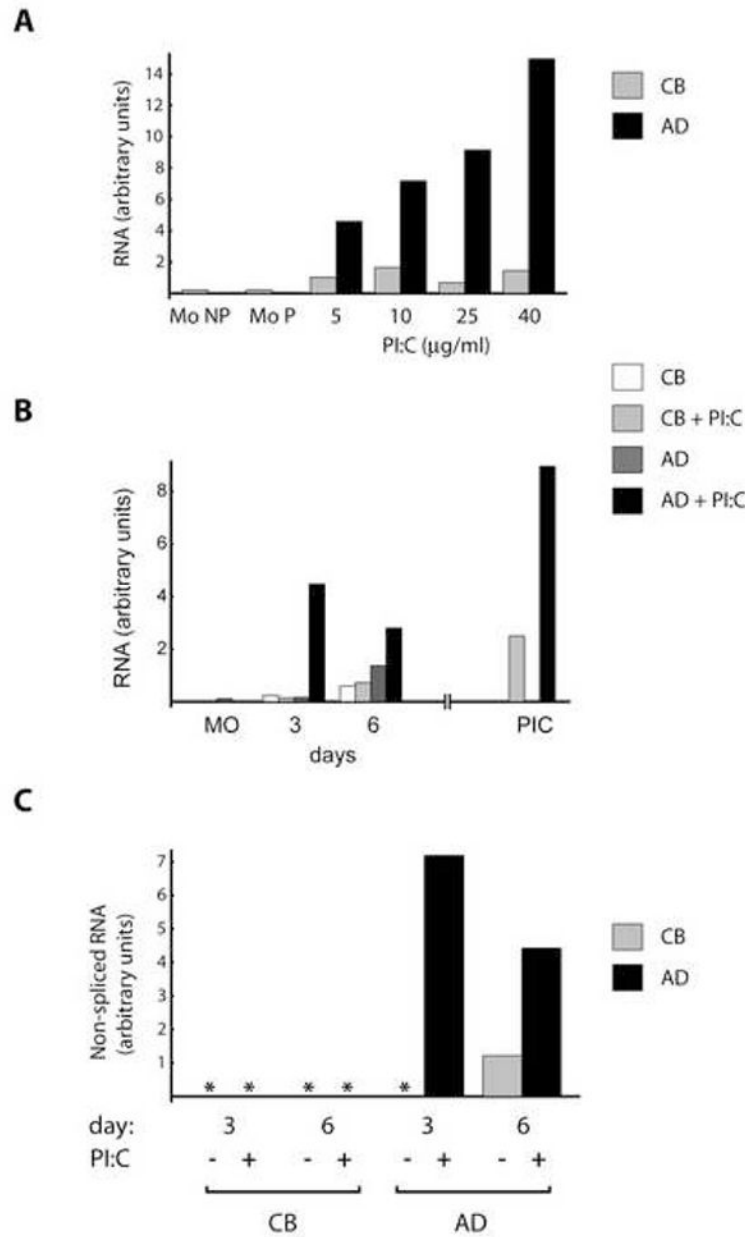 A
RNA (arbitrary units)
14
12
10
8
6
4
2
Mo NP Mo P 5 10 25 40
PI:C (µg/ml)
CB
AD
B
RNA (arbitrary units)
8
6
4
2
MO 3 6 PIC
days
CB
CB + PI:C
AD
AD + PI:C
C
Non-spliced RNA
(arbitrary units)
7
6
5
4
3
2
1
* * * * *
day: 3 6 3 6
PI:C - + - + - + - +
CB AD
CB
AD